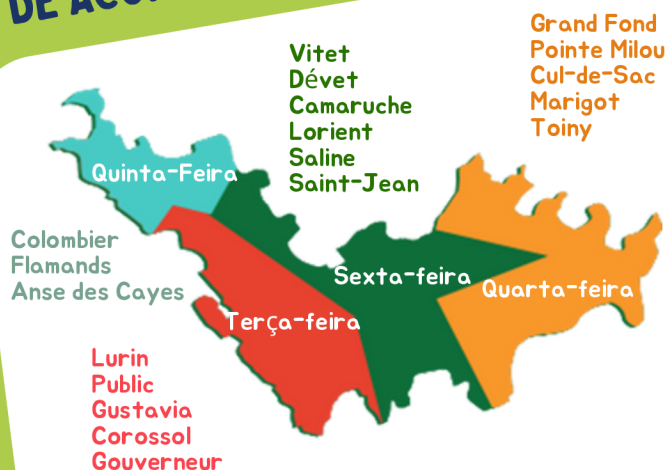 DE
Grand Fond
Pointe Milou
Cul-de-Sac
Marigot
Toiny
Vitet
Dévet
Camaruche
Lorient
Saline
Saint-Jean
Quinta-Feira
Colombier
Flamands
Anse des Cayes
Sexta-feira
Quarta-feira
Terça-feira
Lurin
Public
Gustavia
Corossol
Gouverneur